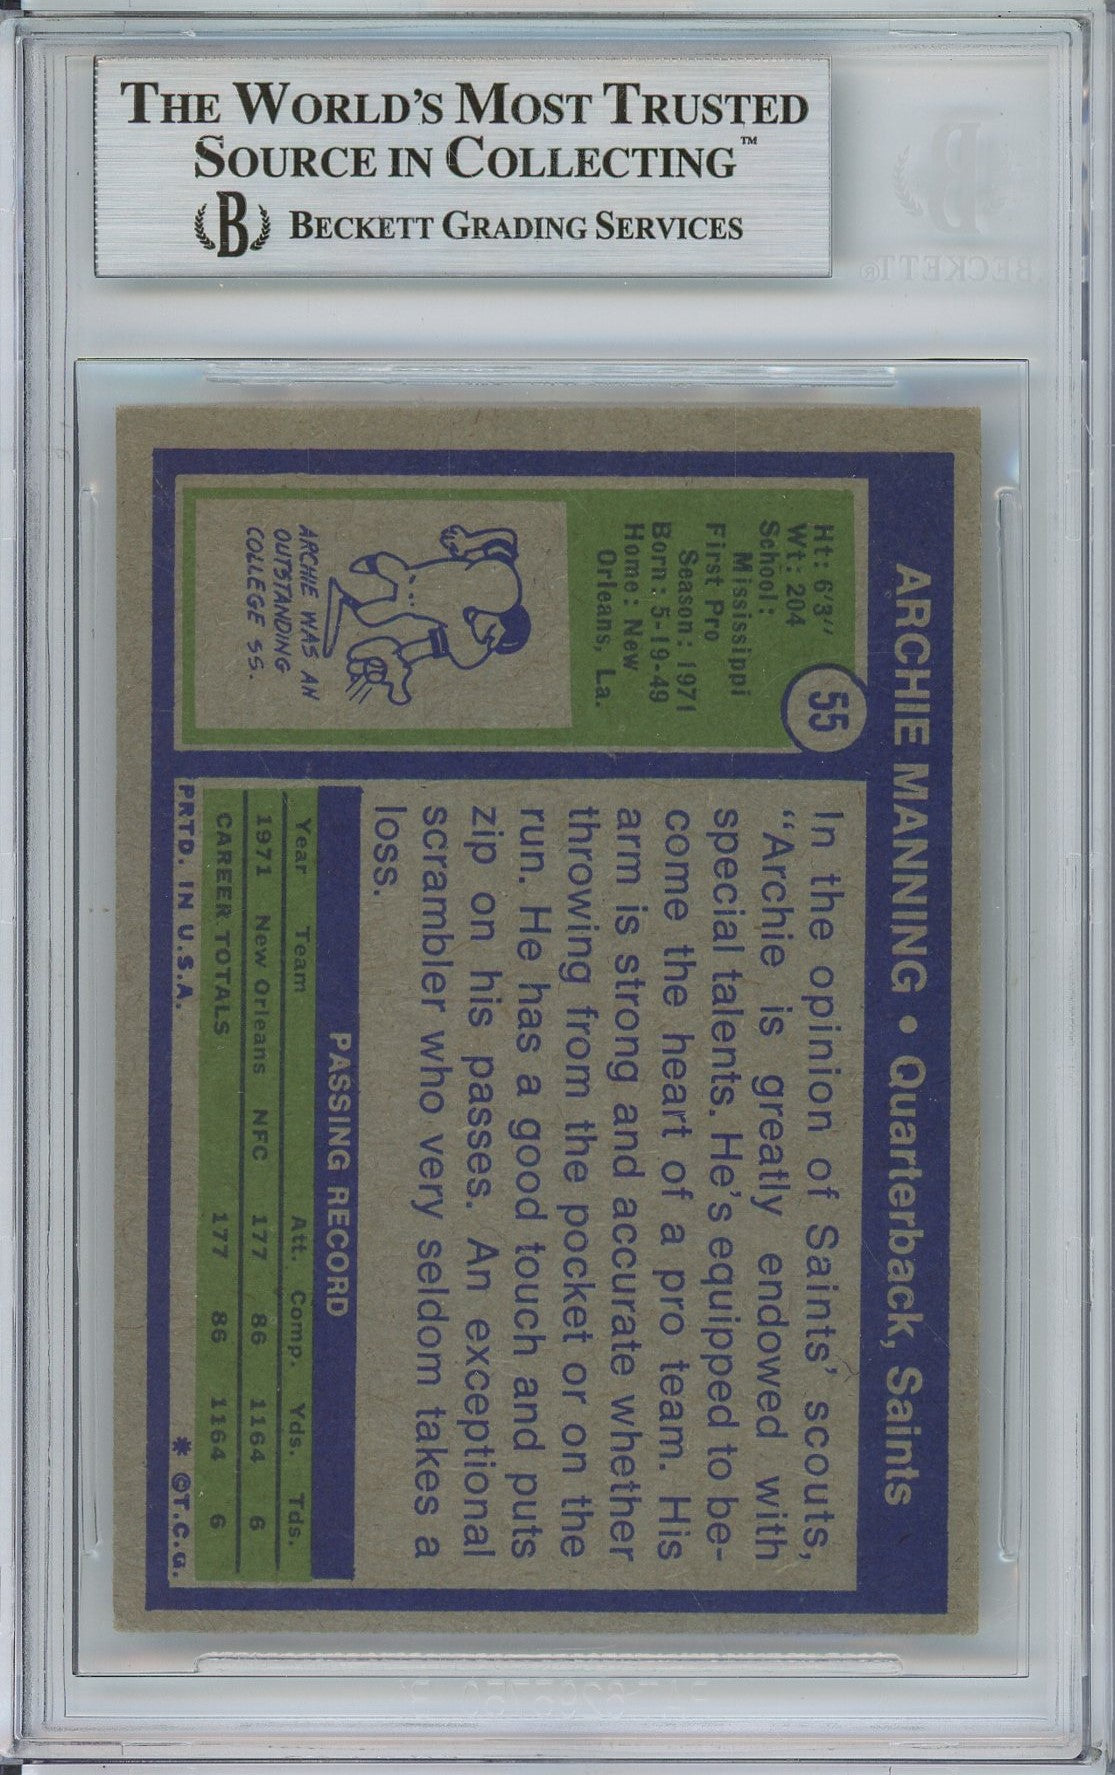 THE WORLD'S MOST TRUSTED
SOURCE IN COLLECTING™
B BECKETT GRADING SERVICES
BECKETT®
ARCHIE MANNING • Quarterback, Saints
55
Ht: 6'3"
Wt: 204
School:
Mississippi
First Pro
Season: 1971
Born: 5-19-49
Home: New
Orleans, La.
ARCHIE WAS AN
OUTSTANDING
COLLEGE SS.
In the opinion of Saints' scouts,
“Archie is greatly endowed with
special talents. He's equipped to be-
come the heart of a pro team. His
arm is strong and accurate whether
throwing from the pocket or on the
run. He has a good touch and puts
zip on his passes. An exceptional
scrambler who very seldom takes a
loss.
PASSING RECORD
Year Team Att. Comp. Yds. Tds.
1971 New Orleans NFC 177 86 1164 6
CAREER TOTALS 177 86 1164 6
PRTD. IN U.S.A. * ©T.C.G.